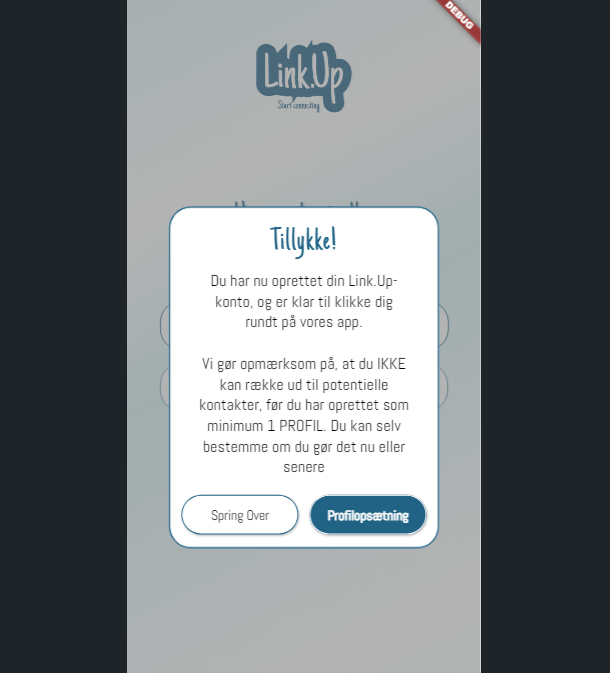 DEBUG
Link.Up
Start connecting
Tillykke!
Du har nu oprettet din Link.Up-
konto, og er klar til klikke dig
rundt på vores app.
Vi gør opmærksom på, at du IKKE
kan række ud til potentielle
kontakter, før du har oprettet som
minimum 1 PROFIL. Du kan selv
bestemme om du gør det nu eller
senere
Spring Over
Profilopsætning